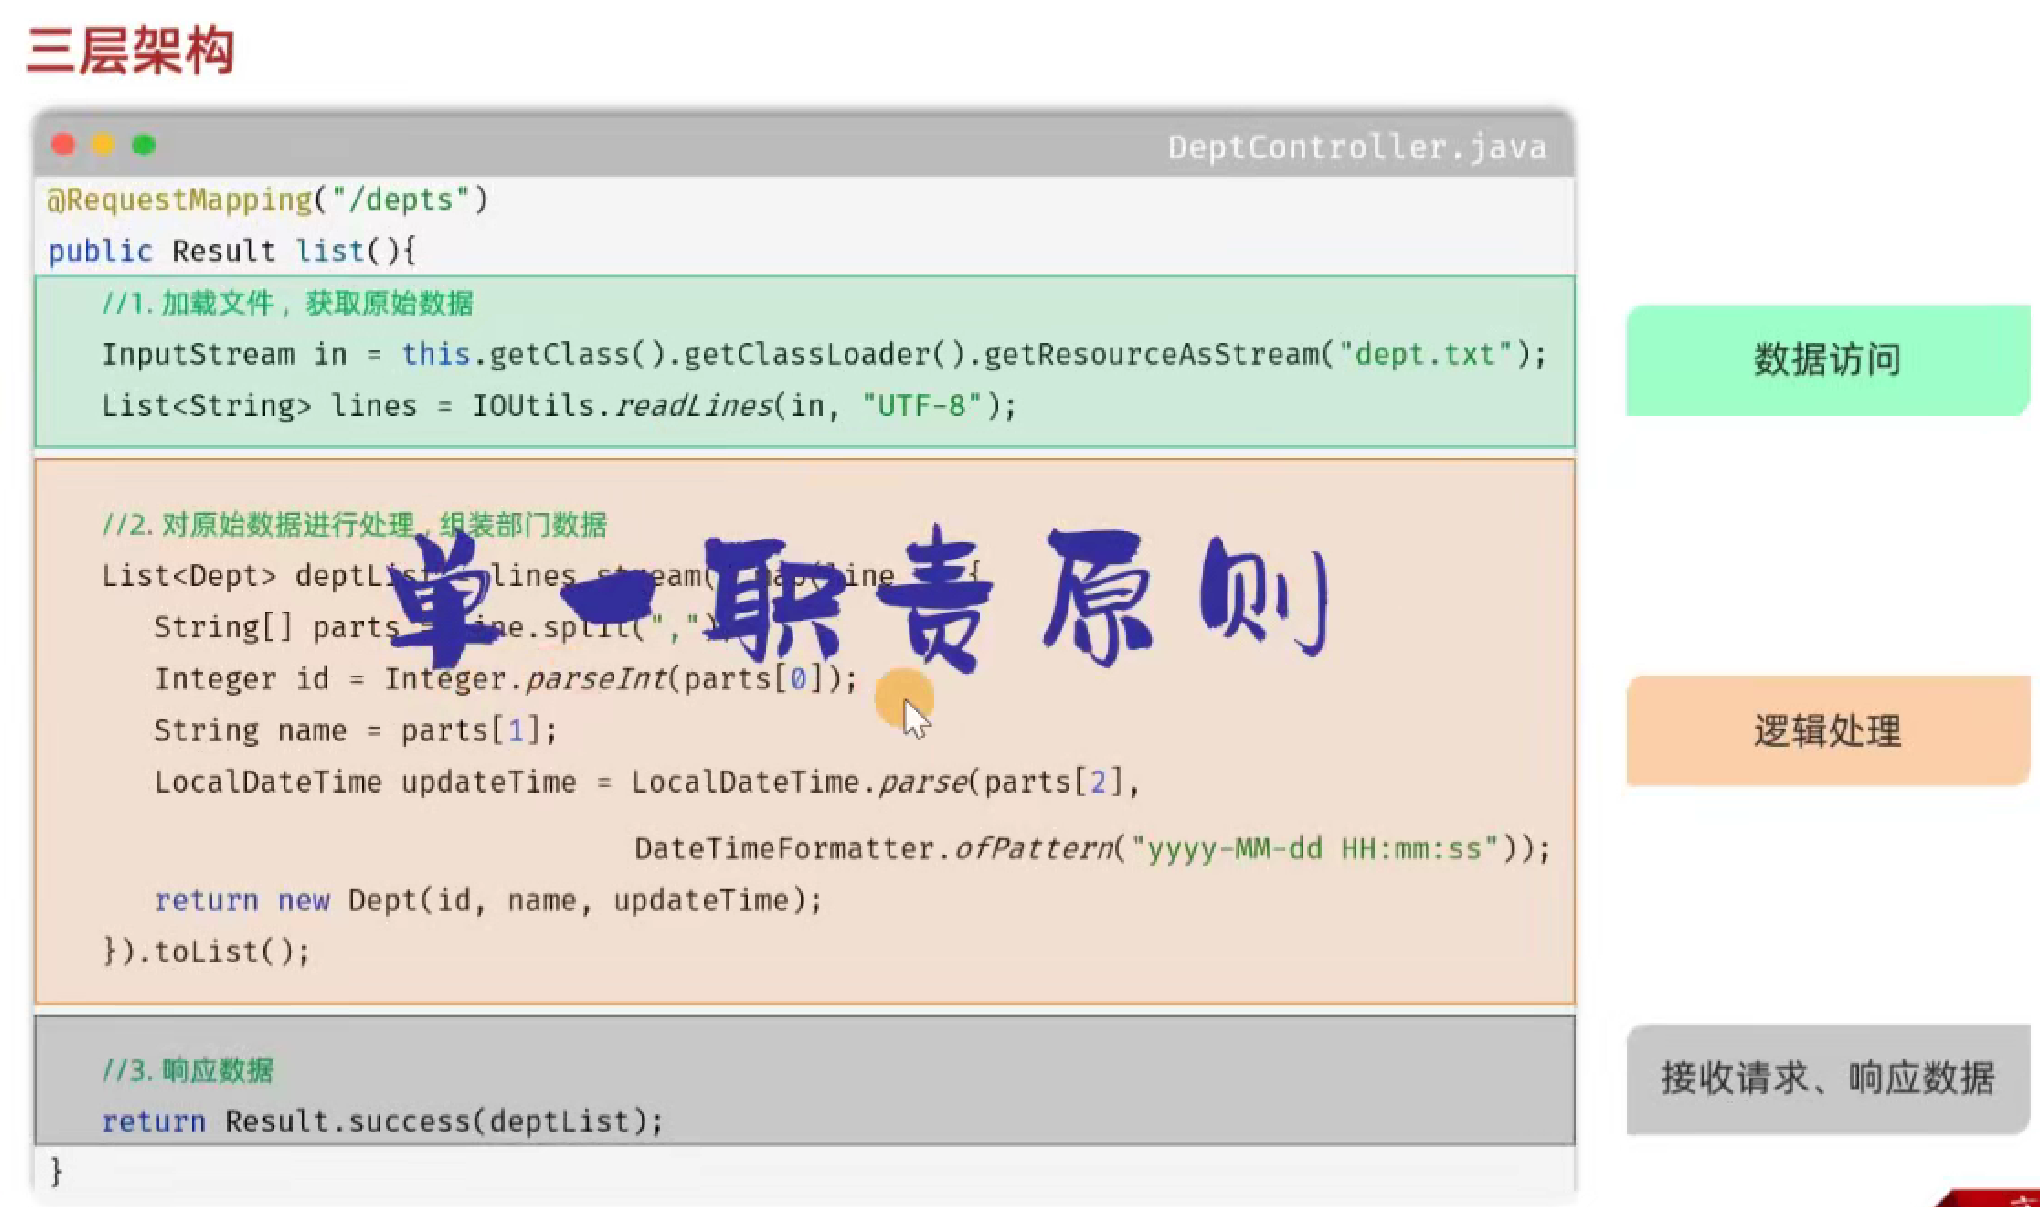 三层架构
DeptController.java
@RequestMapping("/depts")
public Result list(){
//1. 加载文件，获取原始数据
InputStream in = this.getClass().getClassLoader().getResourceAsStream("dept.txt");
List<String> lines = IOUtils.readLines(in, "UTF-8");
数据访问
//2. 对原始数据进行处理，组装部门数据
List<Dept> deptList lines.stream( map(line {
单一职责原则
String[] parts = line.split(",")
Integer id = Integer.parseInt(parts[0]);
String name = parts[1];
LocalDateTime updateTime = LocalDateTime.parse(parts[2],
DateTimeFormatter.ofPattern("yyyy-MM-dd HH:mm:ss"));
return new Dept(id, name, updateTime);
}).toList();
逻辑处理
//3. 响应数据
return Result.success(deptList);
接收请求、响应数据
}